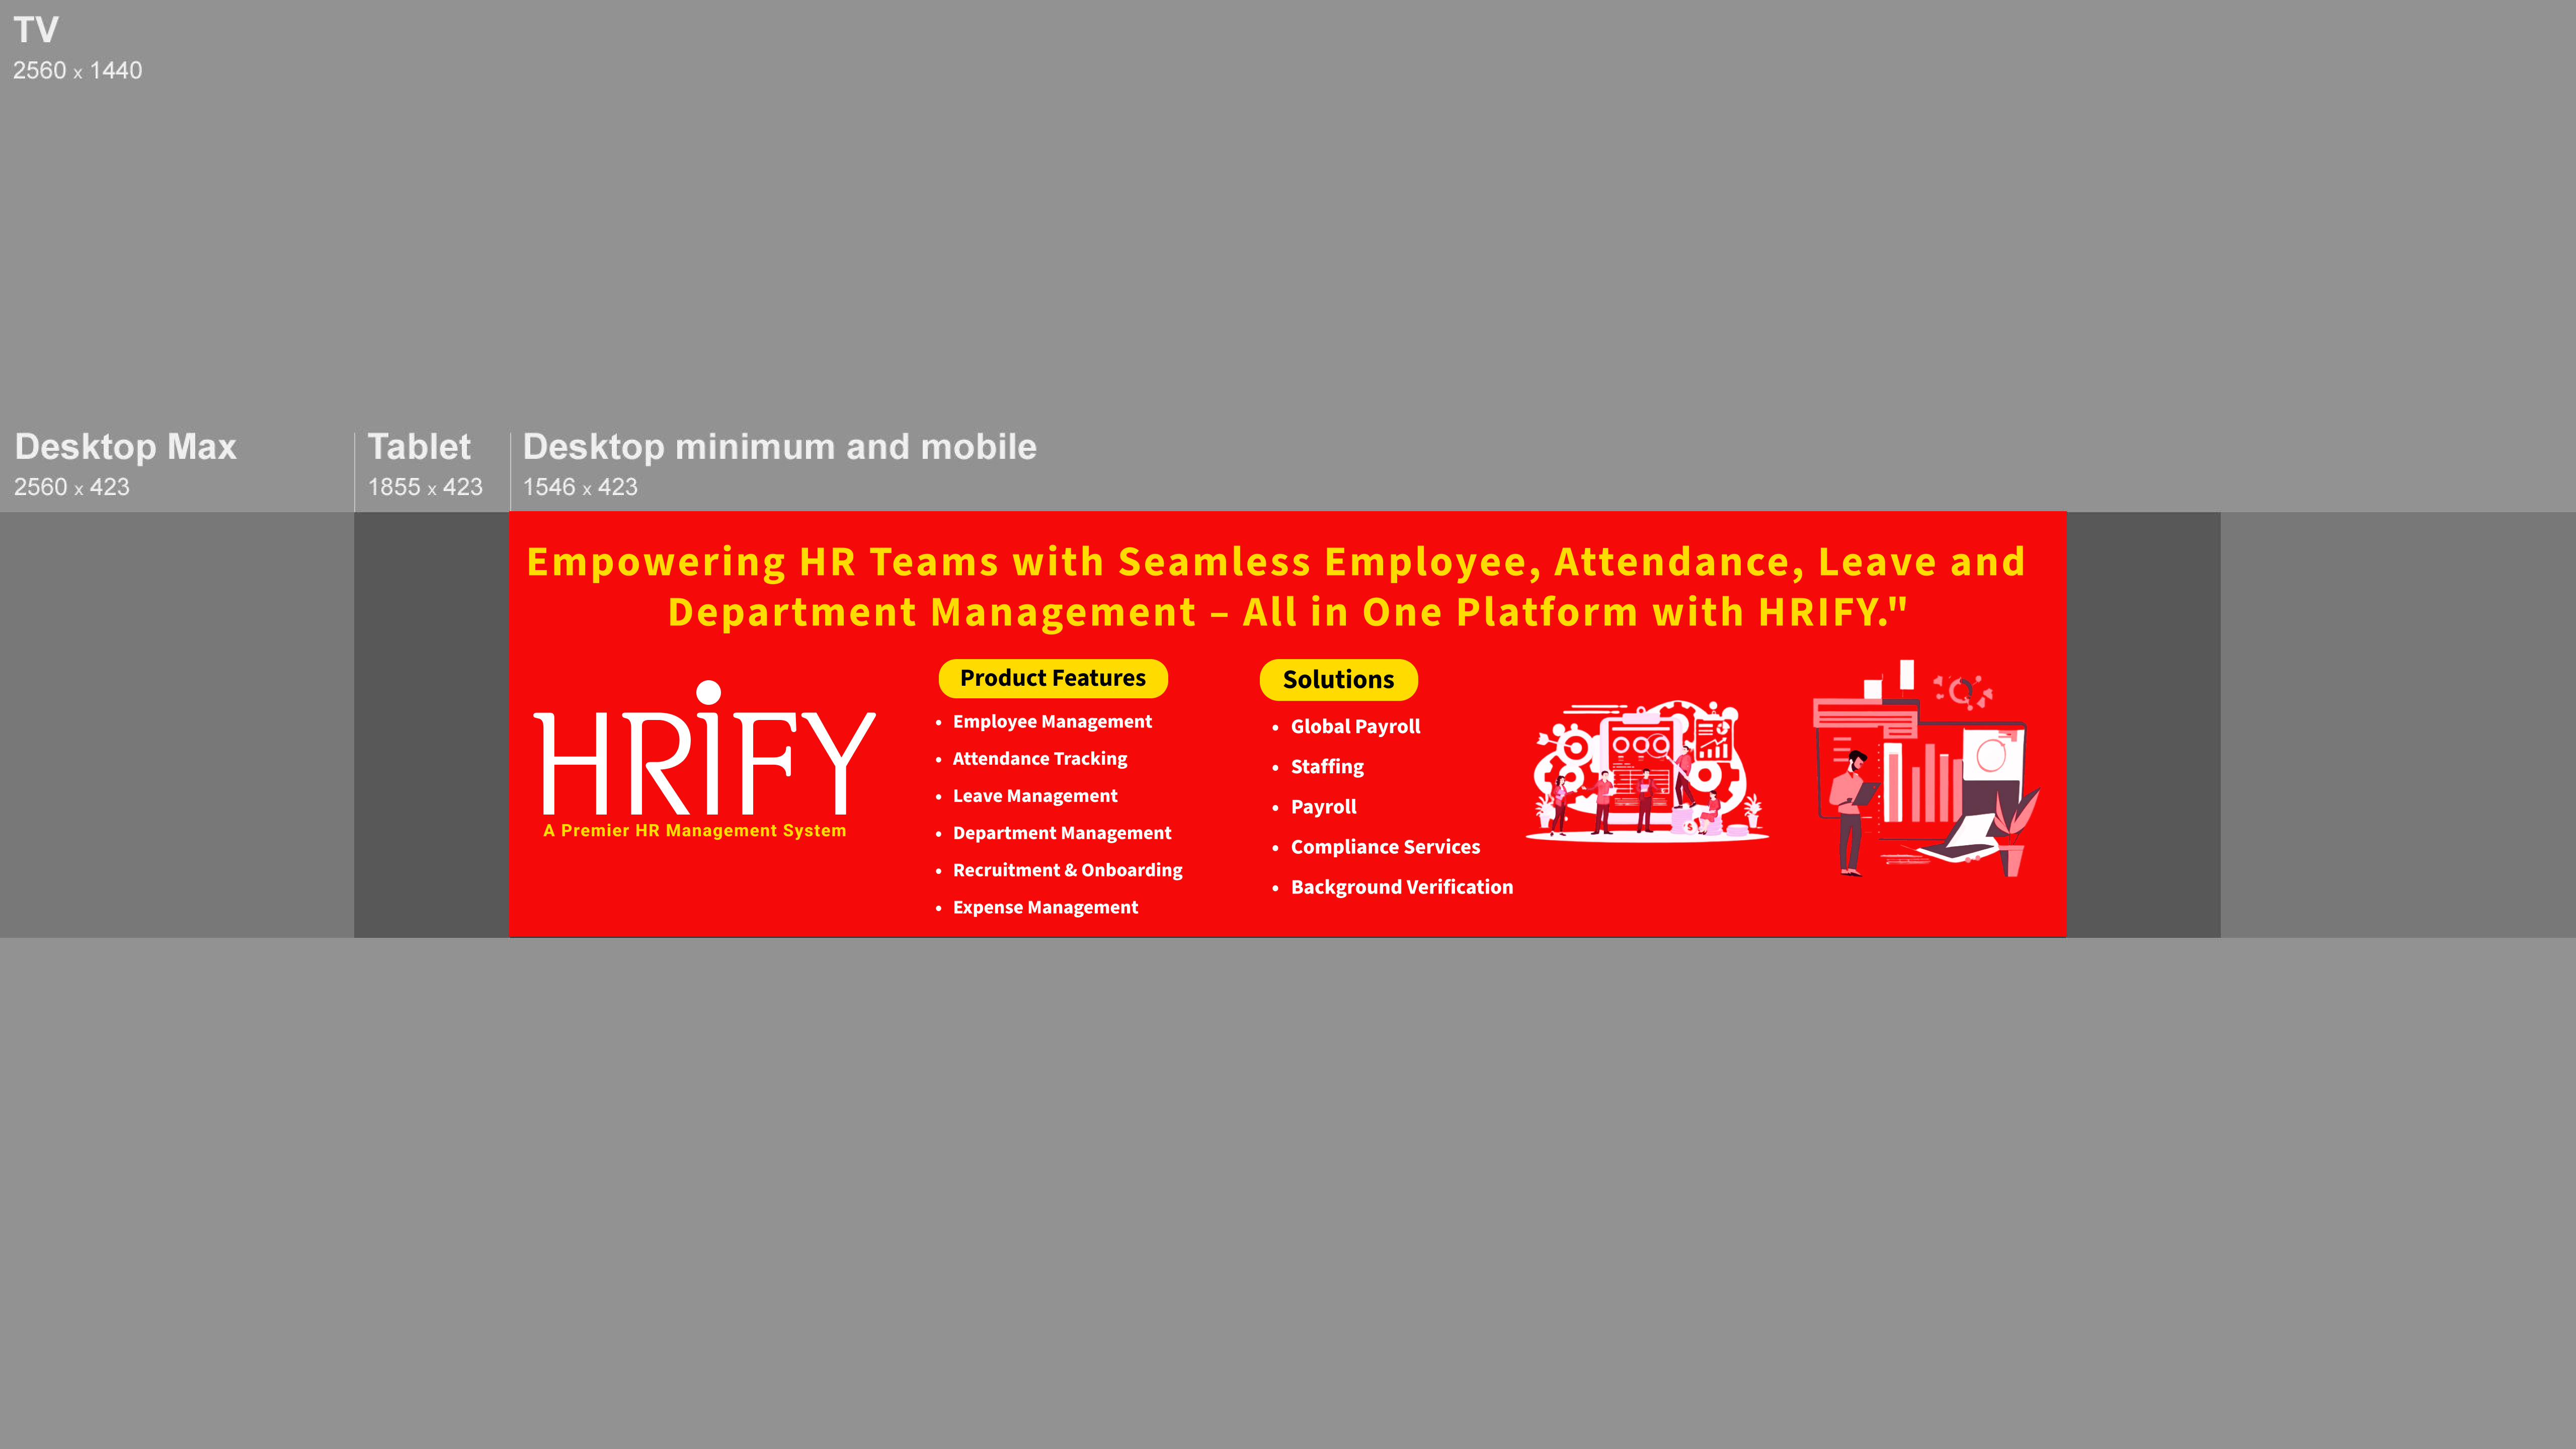 TV
2560 x 1440
Desktop Max
2560 x 423
Tablet
1855 x 423
Desktop minimum and mobile
1546 x 423
Empowering HR Teams with Seamless Employee, Attendance, Leave and
Department Management – All in One Platform with HRIFY."
HRiFY
A Premier HR Management System
Product Features
• Employee Management
• Attendance Tracking
• Leave Management
• Department Management
• Recruitment & Onboarding
• Expense Management
Solutions
• Global Payroll
• Staffing
• Payroll
• Compliance Services
• Background Verification